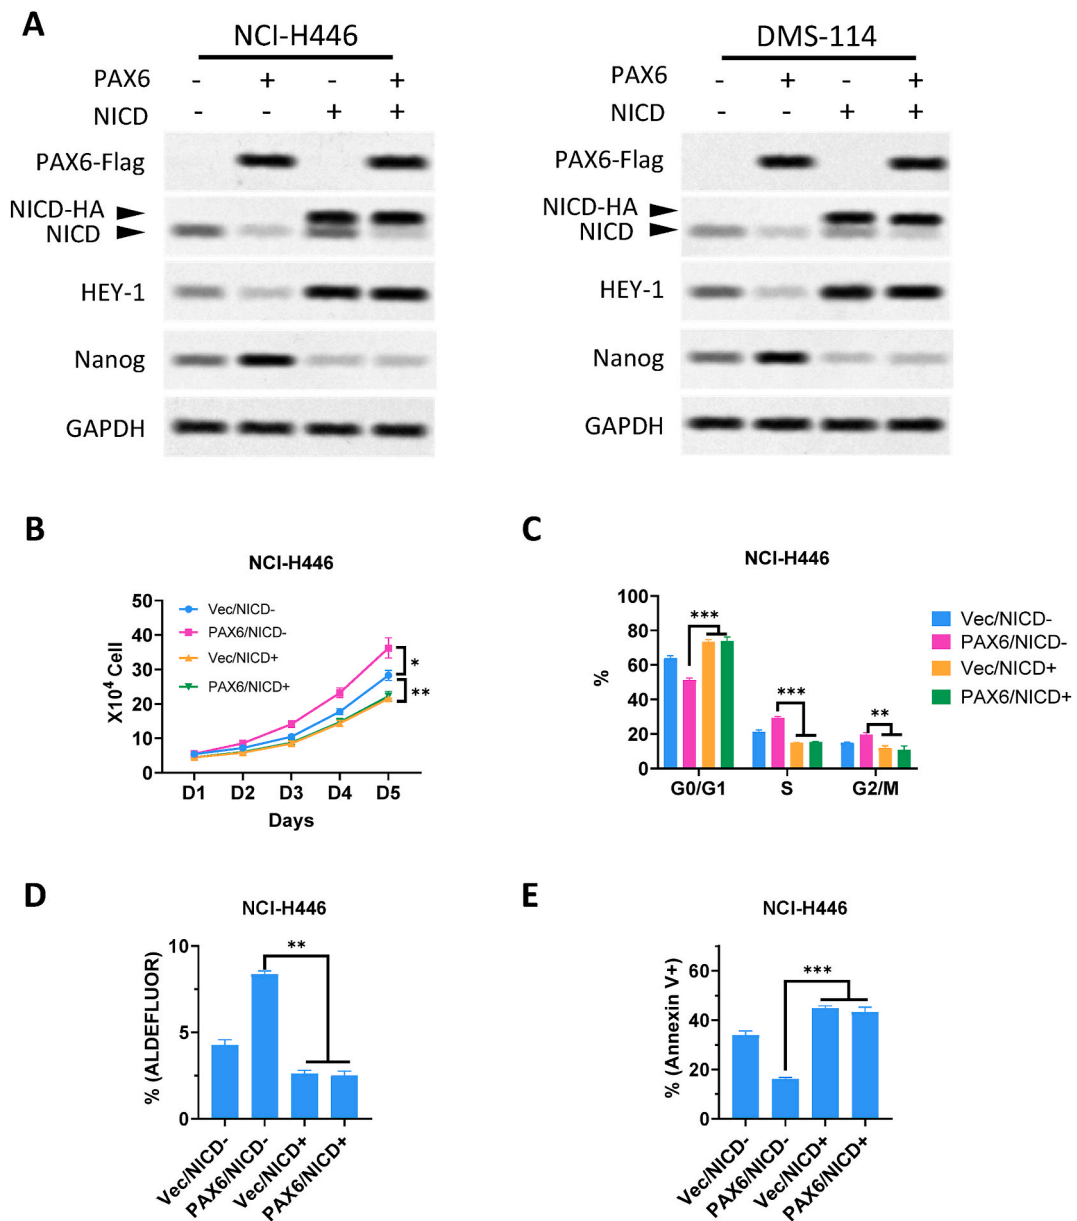 A
NCI-H446
PAX6 - + - +
NICD - - + +
PAX6-Flag
NICD-HA
NICD
HEY-1
Nanog
GAPDH
DMS-114
PAX6 - + - +
NICD - - + +
PAX6-Flag
NICD-HA
NICD
HEY-1
Nanog
GAPDH
B
NCI-H446
X10⁴ Cell
50
40
30
20
10
0
Vec/NICD-
PAX6/NICD-
Vec/NICD+
PAX6/NICD+
*
**
D1 D2 D3 D4 D5
Days
C
NCI-H446
%
100
80
60
40
20
0
***
***
**
G0/G1 S G2/M
Vec/NICD-
PAX6/NICD-
Vec/NICD+
PAX6/NICD+
D
NCI-H446
% (ALDEFLUOR)
10
5
0
**
Vec/NICD-
PAX6/NICD-
Vec/NICD+
PAX6/NICD+
E
NCI-H446
% (Annexin V+)
60
40
20
0
***
Vec/NICD-
PAX6/NICD-
Vec/NICD+
PAX6/NICD+